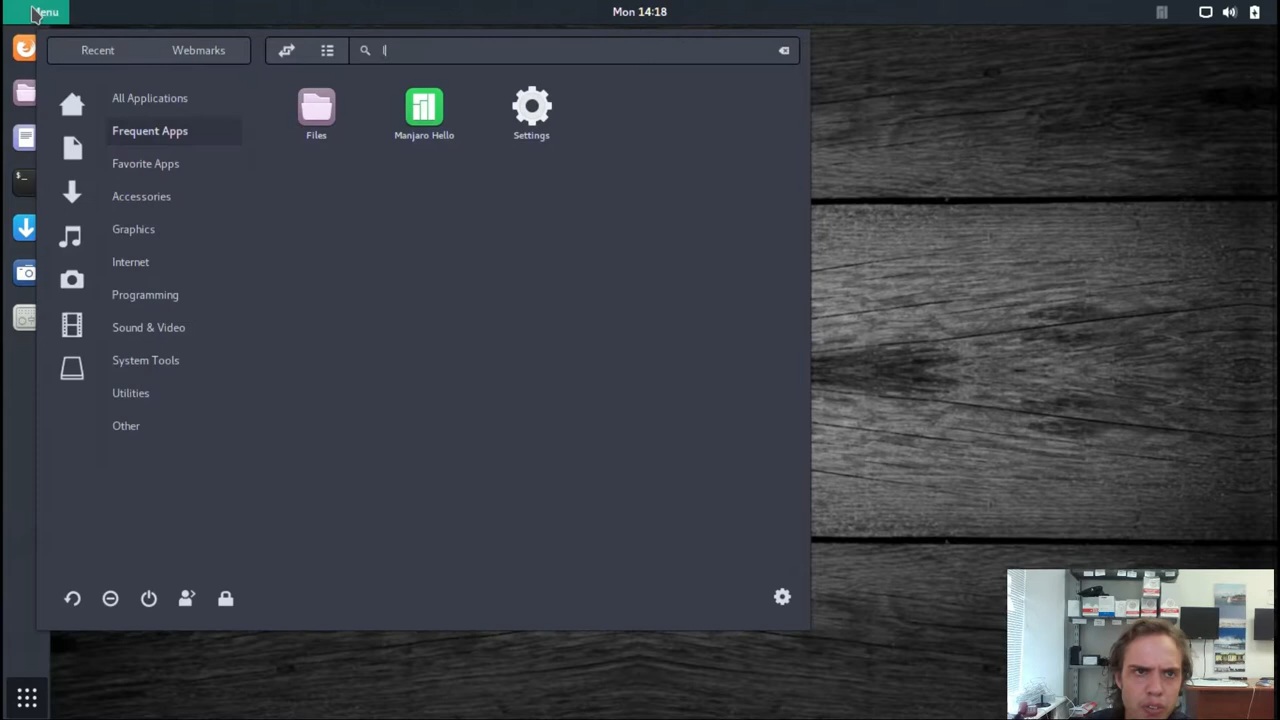 Menu
Mon 14:18
Recent
Webmarks
l
All Applications
Frequent Apps
Favorite Apps
Accessories
Graphics
Internet
Programming
Sound & Video
System Tools
Utilities
Other
Files
Manjaro Hello
Settings
$_